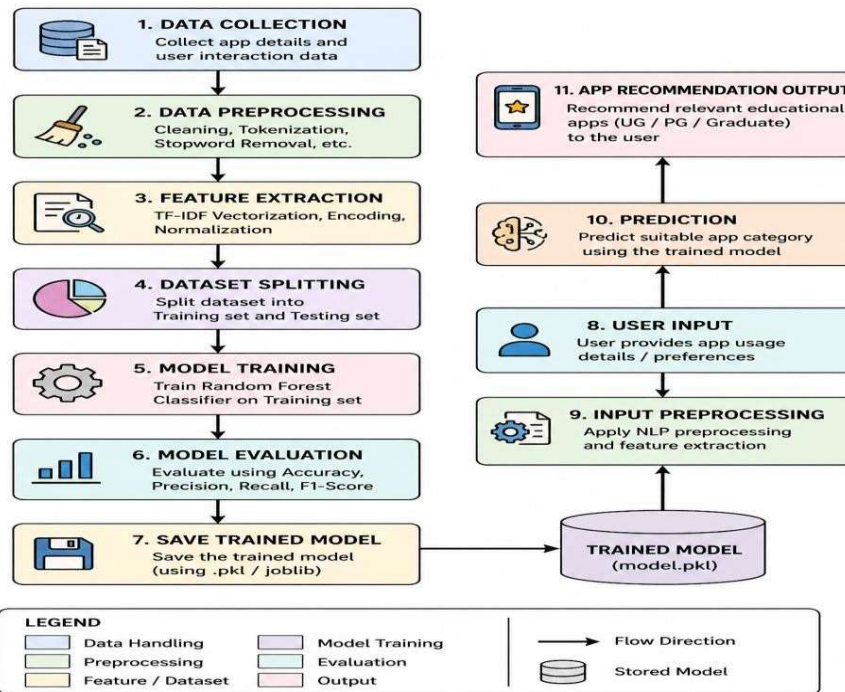 1. DATA COLLECTION
Collect app details and
user interaction data
2. DATA PREPROCESSING
Cleaning, Tokenization,
Stopword Removal, etc.
3. FEATURE EXTRACTION
TF-IDF Vectorization, Encoding,
Normalization
4. DATASET SPLITTING
Split dataset into
Training set and Testing set
5. MODEL TRAINING
Train Random Forest
Classifier on Training set
6. MODEL EVALUATION
Evaluate using Accuracy,
Precision, Recall, F1-Score
7. SAVE TRAINED MODEL
Save the trained model
(using .pkl / joblib)
11. APP RECOMMENDATION OUTPUT
Recommend relevant educational
apps (UG / PG / Graduate)
to the user
10. PREDICTION
Predict suitable app category
using the trained model
8. USER INPUT
User provides app usage
details / preferences
9. INPUT PREPROCESSING
Apply NLP preprocessing
and feature extraction
TRAINED MODEL
(model.pkl)
LEGEND
Data Handling
Preprocessing
Feature / Dataset
Model Training
Evaluation
Output
Flow Direction
Stored Model